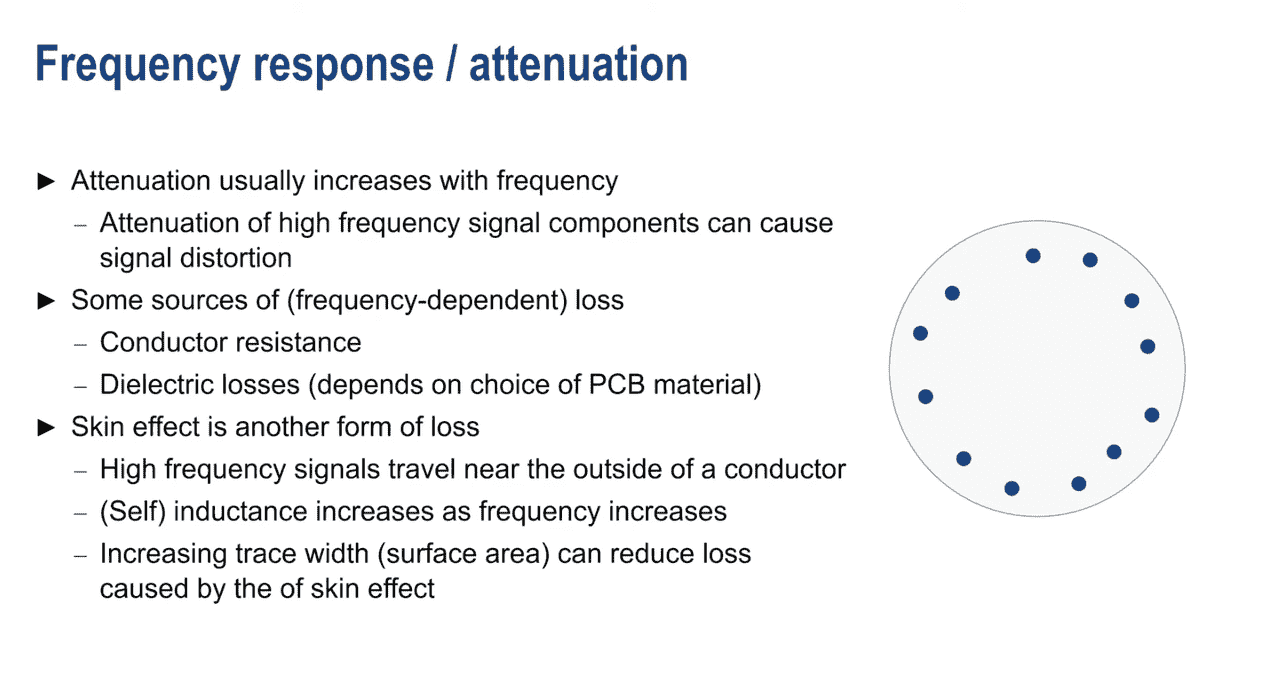 Frequency response / attenuation
► Attenuation usually increases with frequency
– Attenuation of high frequency signal components can cause
signal distortion
► Some sources of (frequency-dependent) loss
– Conductor resistance
– Dielectric losses (depends on choice of PCB material)
► Skin effect is another form of loss
– High frequency signals travel near the outside of a conductor
– (Self) inductance increases as frequency increases
– Increasing trace width (surface area) can reduce loss
caused by the of skin effect